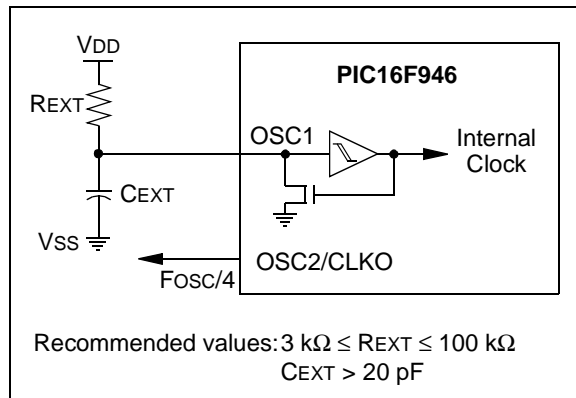 VDD
PIC16F946
REXT
OSC1
Internal
Clock
CEXT
VSS
OSC2/CLKO
FOSC/4
Recommended values: 3 kΩ ≤ REXT ≤ 100 kΩ
CEXT > 20 pF